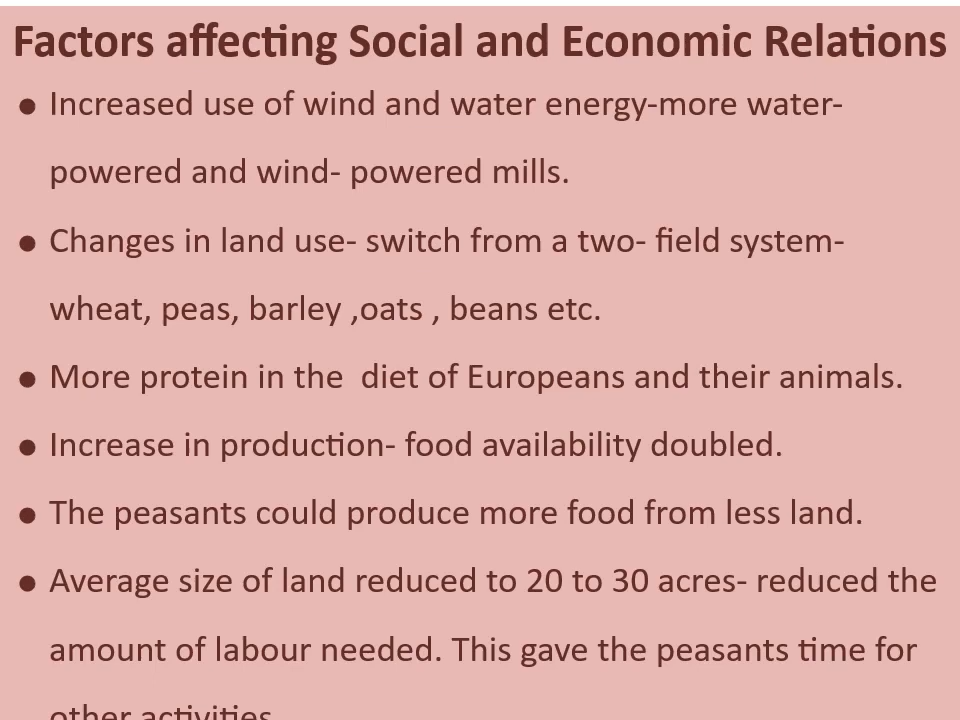 Factors affecting Social and Economic Relations
● Increased use of wind and water energy-more water-
powered and wind- powered mills.
● Changes in land use- switch from a two- field system-
wheat, peas, barley ,oats , beans etc.
● More protein in the  diet of Europeans and their animals.
● Increase in production- food availability doubled.
● The peasants could produce more food from less land.
● Average size of land reduced to 20 to 30 acres- reduced the
amount of labour needed. This gave the peasants time for
other activities